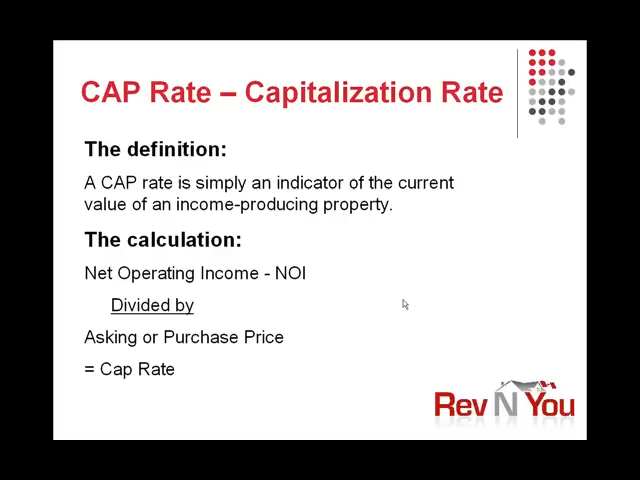 CAP Rate – Capitalization Rate
The definition:
A CAP rate is simply an indicator of the current
value of an income-producing property.
The calculation:
Net Operating Income - NOI
Divided by
Asking or Purchase Price
= Cap Rate
Rev N You